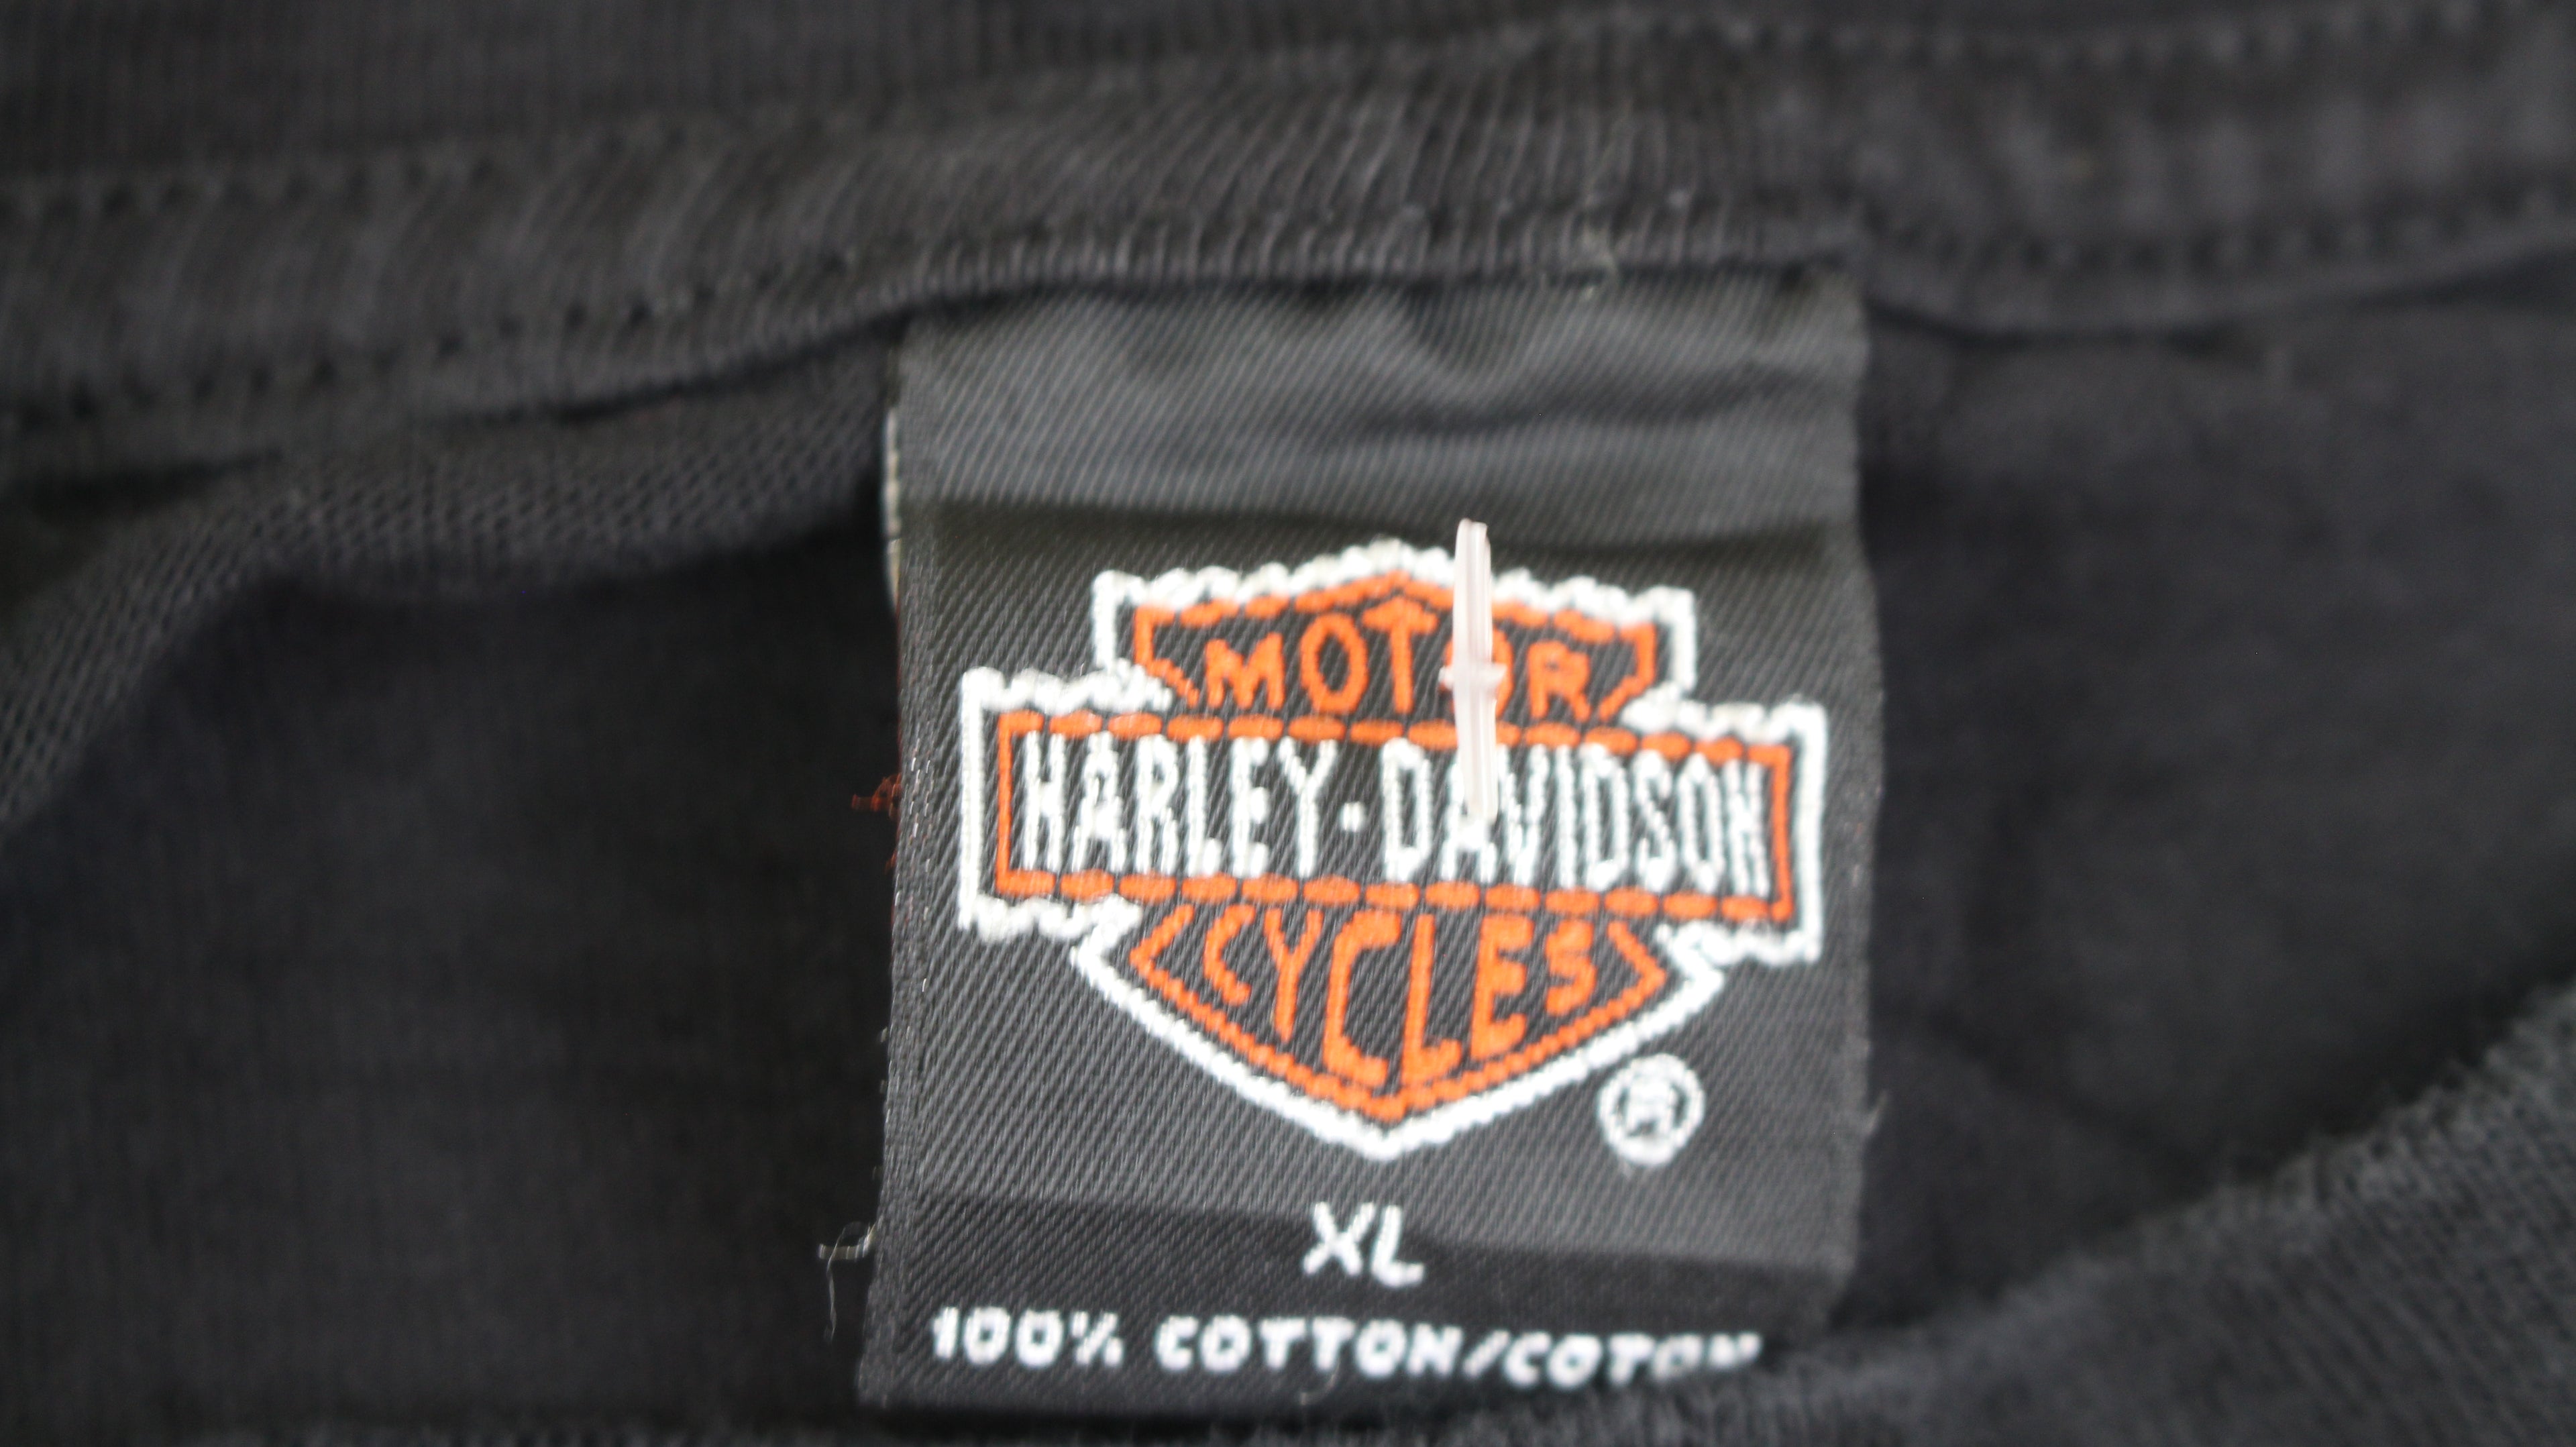 MOTOR
HARLEY-DAVIDSON
CYCLES
®
XL
100% COTTON/COTON